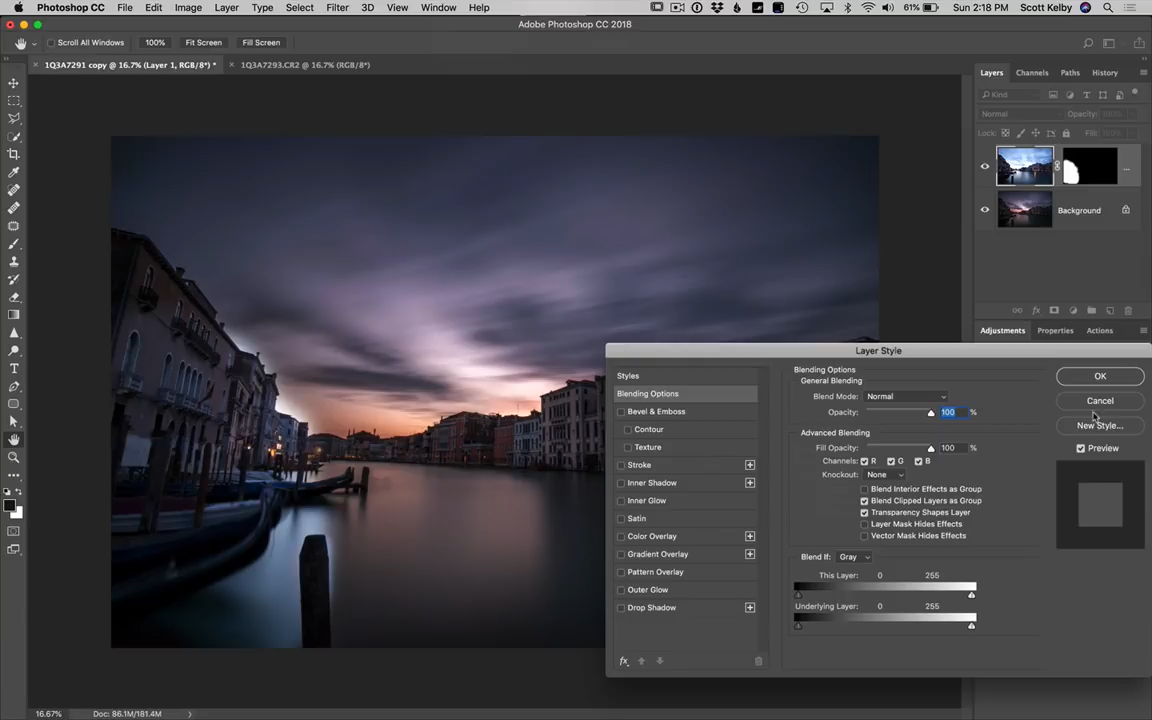 Photoshop CC File Edit Image Layer Type Select Filter 3D View Window Help 61% Sun 2:18 PM Scott Kelby
Adobe Photoshop CC 2018
Scroll All Windows 100% Fit Screen Fill Screen
1Q3A7291 copy @ 16.7% (Layer 1, RGB/8*) * 1Q3A7293.CR2 @ 16.7% (RGB/8*)
Layers Channels Paths History
Kind
Normal Opacity:
Lock: Fill:
...
Background
Adjustments Properties Actions
Layer Style
Styles
Blending Options
Bevel & Emboss
Contour
Texture
Stroke
Inner Shadow
Inner Glow
Satin
Color Overlay
Gradient Overlay
Pattern Overlay
Outer Glow
Drop Shadow
fx
Blending Options
General Blending
Blend Mode: Normal
Opacity: 100 %
Advanced Blending
Fill Opacity: 100 %
Channels: R G B
Knockout: None
Blend Interior Effects as Group
Blend Clipped Layers as Group
Transparency Shapes Layer
Layer Mask Hides Effects
Vector Mask Hides Effects
Blend If: Gray
This Layer: 0 255
Underlying Layer: 0 255
OK
Cancel
New Style...
Preview
16.67% Doc: 86.1M/181.4M